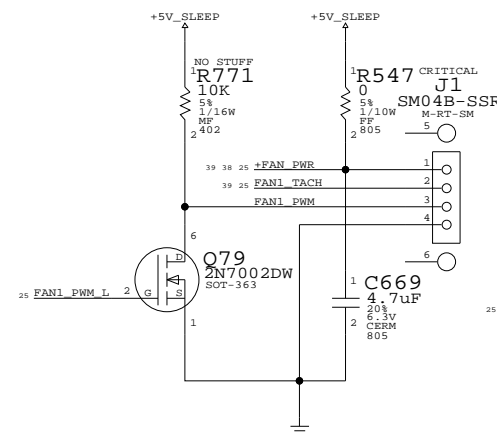 +5V_SLEEP
+5V_SLEEP
NO STUFF
1
R771
10K
5%
1/16W
MF
402
2
1
R547
0
5%
1/10W
FF
805
2
CRITICAL
J1
SM04B-SSR
M-RT-SM
5
39 38 25 +FAN_PWR
1
39 25 FAN1_TACH
2
FAN1_PWM
3
4
6
6
D
Q79
2N7002DW
SOT-363
25 FAN1_PWM_L 2
G
S
1
1
C669
4.7uF
20%
6.3V
CERM
805
2
25